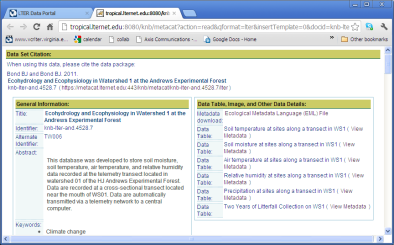 LTER Data Portal
tropical.lternet.edu:8080/
tropical.lternet.edu:8080/knb/metacat?action=read&qformat=lter&insertTemplate=0&docid=knb-lte
calendar
collab
Axis Communications -
Google Docs - Home
Other bookmarks
Data Set Citation:
When using this data, please cite the data package:
Bond BJ and Bond BJ. 2011.
Ecohydrology and Ecophysiology in Watershed 1 at the Andrews Experimental Forest
knb-lter-and.4528.7 (https://metacat.lternet.edu:443/knb/metacat/knb-lter-and.4528.7/lter)
General Information:
Title: Ecohydrology and Ecophysiology in Watershed 1 at the Andrews Experimental Forest
Identifier: knb-lter-and.4528.7
Alternate Identifier: TW006
Abstract:
This database was developed to store soil moisture,
soil temperature, air temperature, and relative humidity
data recorded at the telemetry transect located in
watershed 01 of the HJ Andrews Experimental Forest.
Data are recorded at a cross-sectional transect located
near the mouth of WS01. Data are automatically
transmitted via telemetry network to a central
computer.
Keywords:
Climate change
Data Table, Image, and Other Data Details:
Metadata download: Ecological Metadata Language (EML) File
Data Table: Soil temperature at sites along a transect in WS1 ( View Metadata )
Data Table: Soil moisture at sites along a transect in WS1 ( View Metadata )
Data Table: Air temperature at sites along a transect in WS1 ( View Metadata )
Data Table: Relative humidity at sites along a transect in WS1 ( View Metadata )
Data Table: Precipitation at sites along a transect in WS1 ( View Metadata )
Data Table: Two Years of Litterfall Collection on WS1 ( View Metadata )